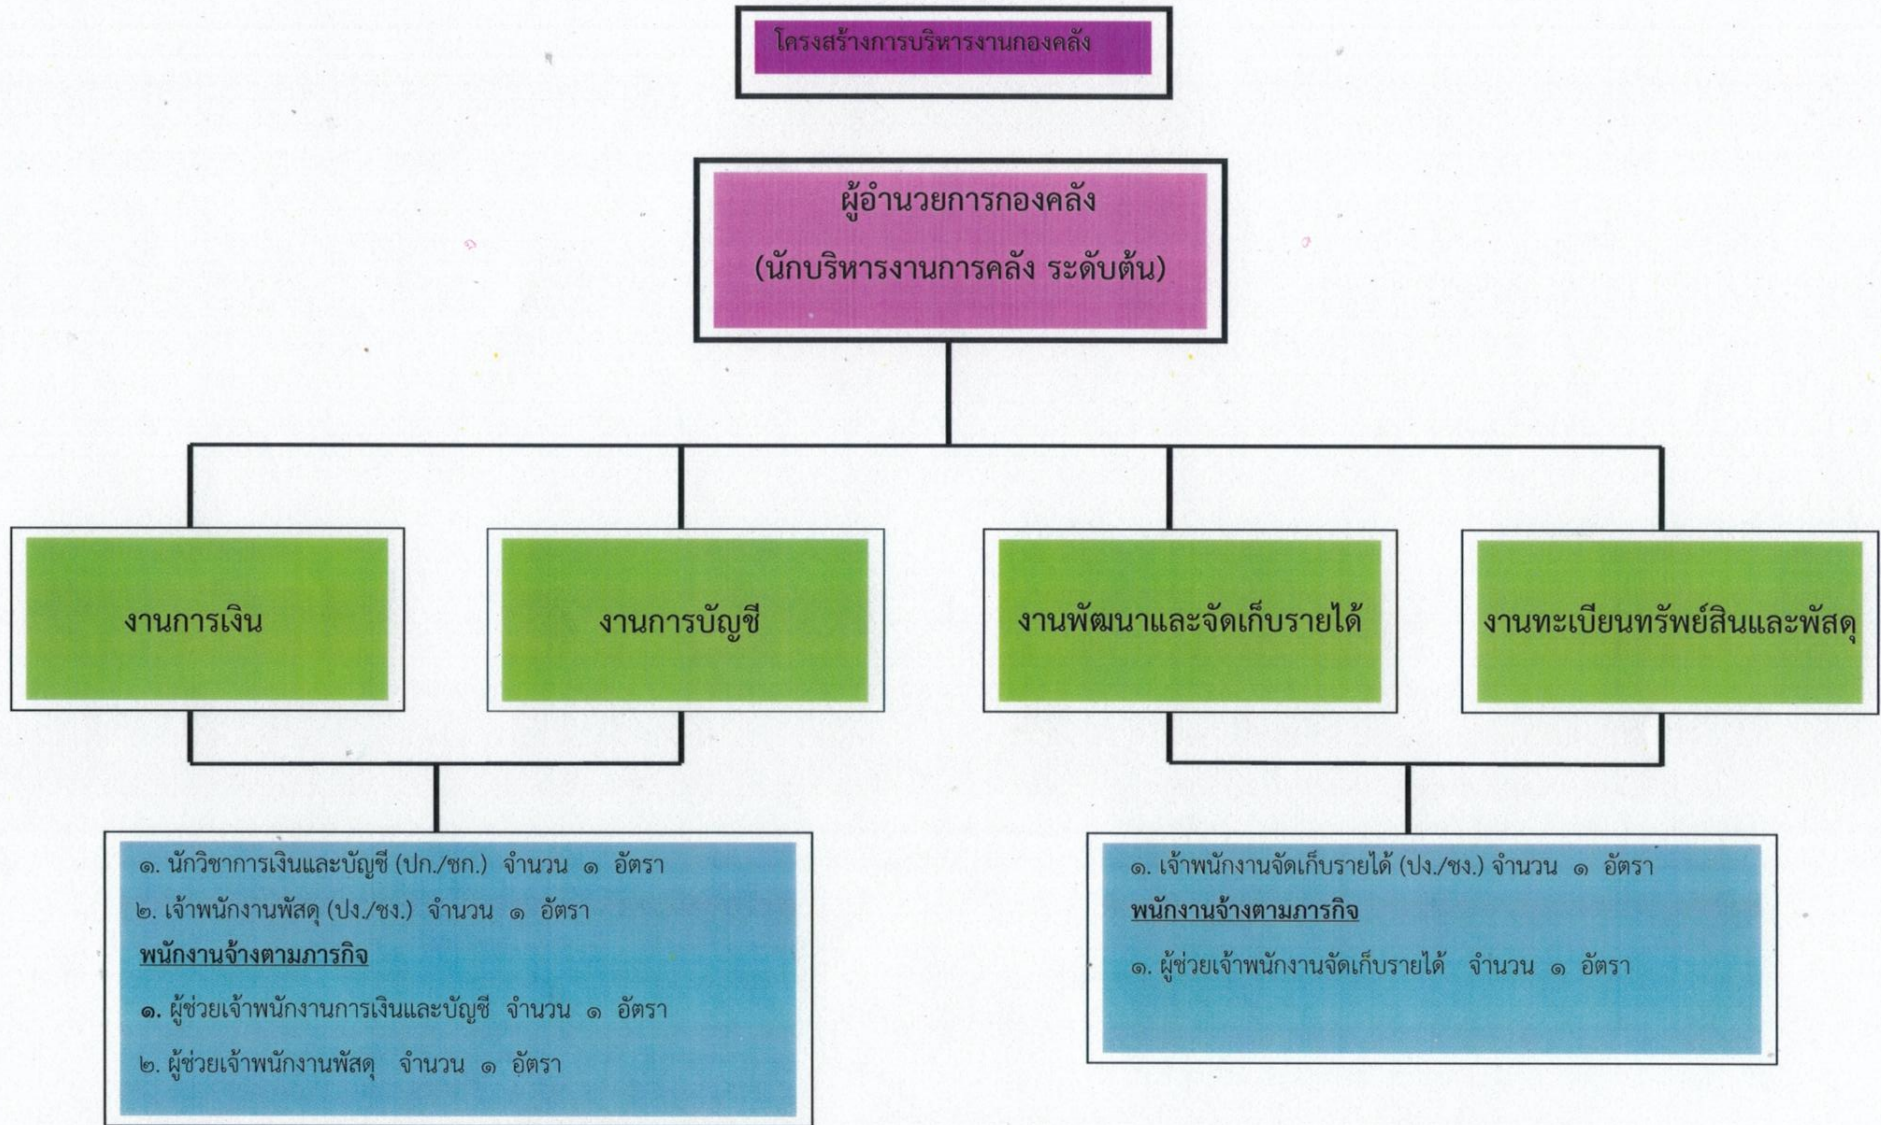 โครงสร้างการบริหารงานกองคลัง
ผู้อำนวยการกองคลัง
(นักบริหารงานการคลัง ระดับต้น)
งานการเงิน
งานการบัญชี
งานพัฒนาและจัดเก็บรายได้
งานทะเบียนทรัพย์สินและพัสดุ
๑. นักวิชาการเงินและบัญชี (ปก./ชก.) จำนวน ๑ อัตรา
๒. เจ้าพนักงานพัสดุ (ปง./ชง.) จำนวน ๑ อัตรา
พนักงานจ้างตามภารกิจ
๑. ผู้ช่วยเจ้าพนักงานการเงินและบัญชี จำนวน ๑ อัตรา
๒. ผู้ช่วยเจ้าพนักงานพัสดุ จำนวน ๑ อัตรา
๑. เจ้าพนักงานจัดเก็บรายได้ (ปง./ชง.) จำนวน ๑ อัตรา
พนักงานจ้างตามภารกิจ
๑. ผู้ช่วยเจ้าพนักงานจัดเก็บรายได้ จำนวน ๑ อัตรา